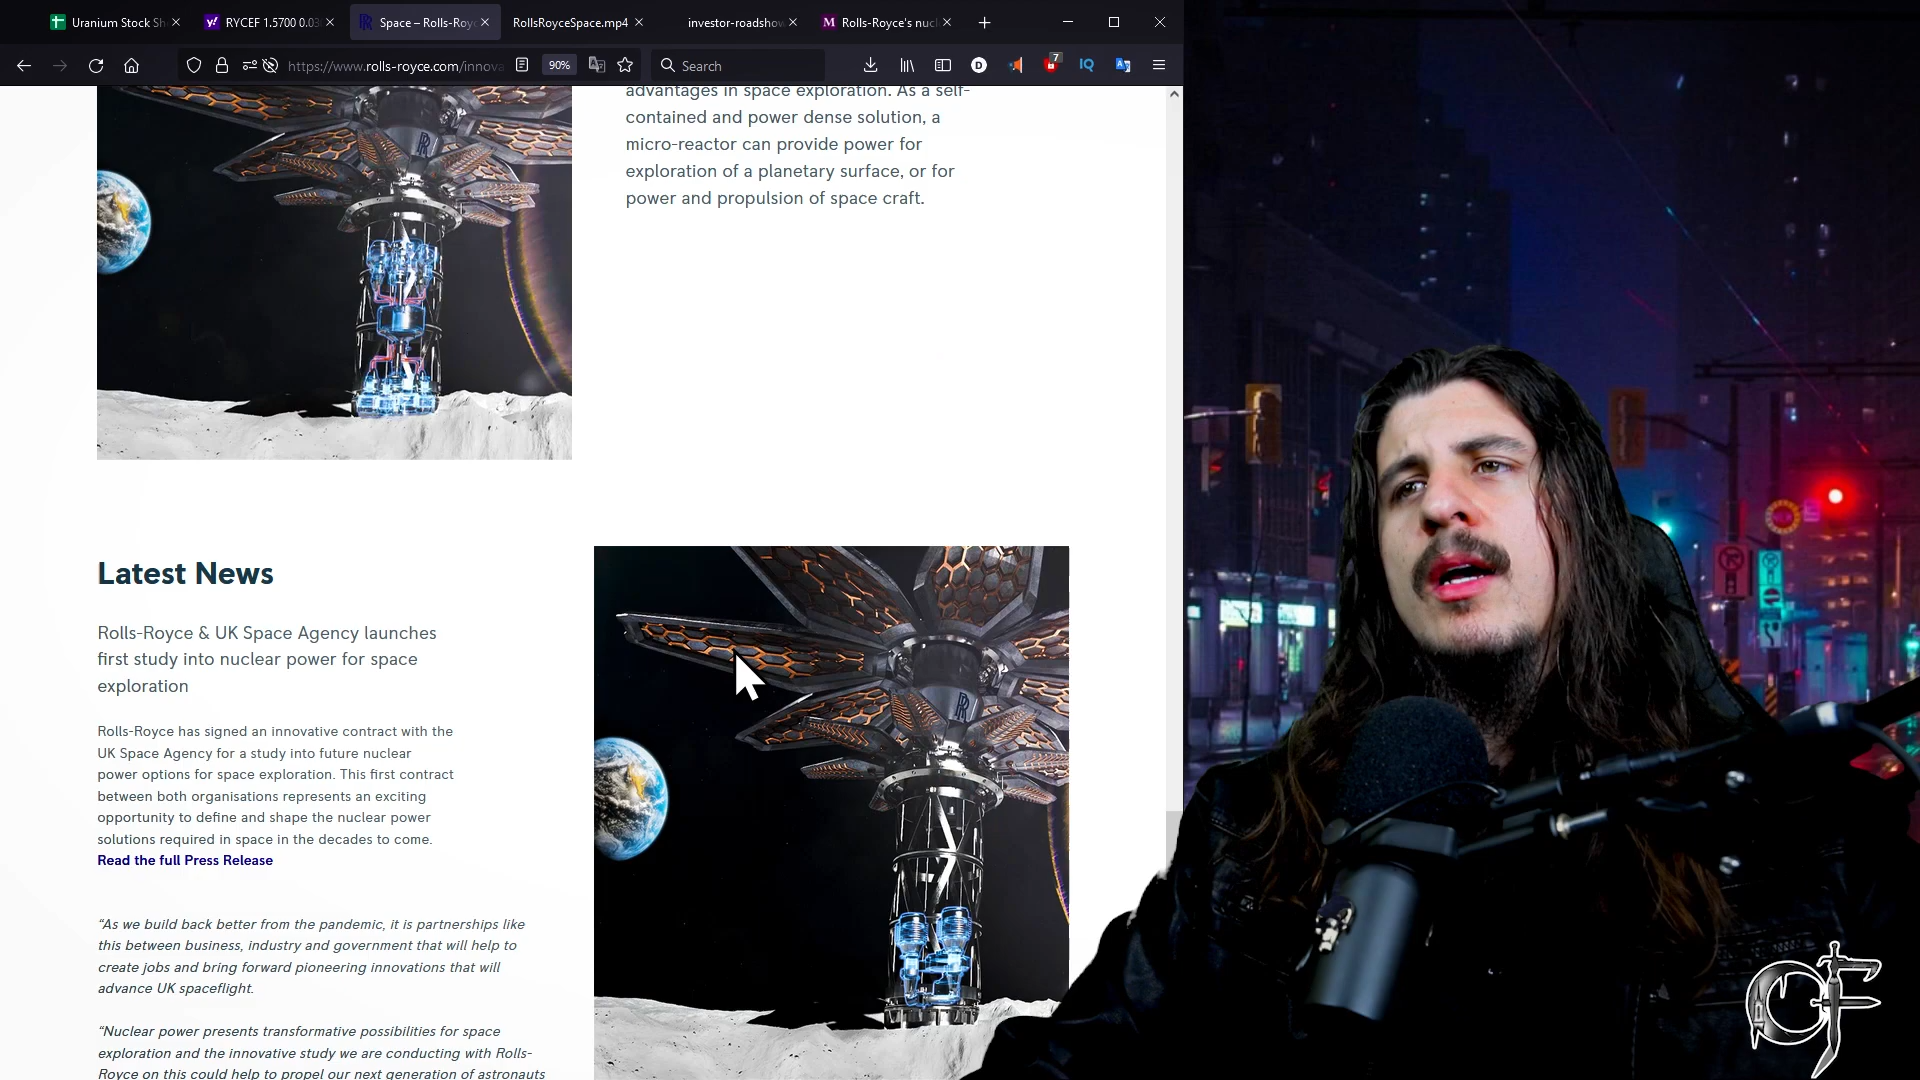 Uranium Stock Sh
RYCEF 1.5700 0.03
Space – Rolls-Roy
RollsRoyceSpace.mp4
investor-roadshow
Rolls-Royce's nucl
https://www.rolls-royce.com/innova
90%
Search
7
IQ
advantages in space exploration. As a self-
contained and power dense solution, a
micro-reactor can provide power for
exploration of a planetary surface, or for
power and propulsion of space craft.
Latest News
Rolls-Royce & UK Space Agency launches
first study into nuclear power for space
exploration
Rolls-Royce has signed an innovative contract with the
UK Space Agency for a study into future nuclear
power options for space exploration. This first contract
between both organisations represents an exciting
opportunity to define and shape the nuclear power
solutions required in space in the decades to come.
Read the full Press Release
“As we build back better from the pandemic, it is partnerships like
this between business, industry and government that will help to
create jobs and bring forward pioneering innovations that will
advance UK spaceflight.
“Nuclear power presents transformative possibilities for space
exploration and the innovative study we are conducting with Rolls-
Royce on this could help to propel our next generation of astronauts